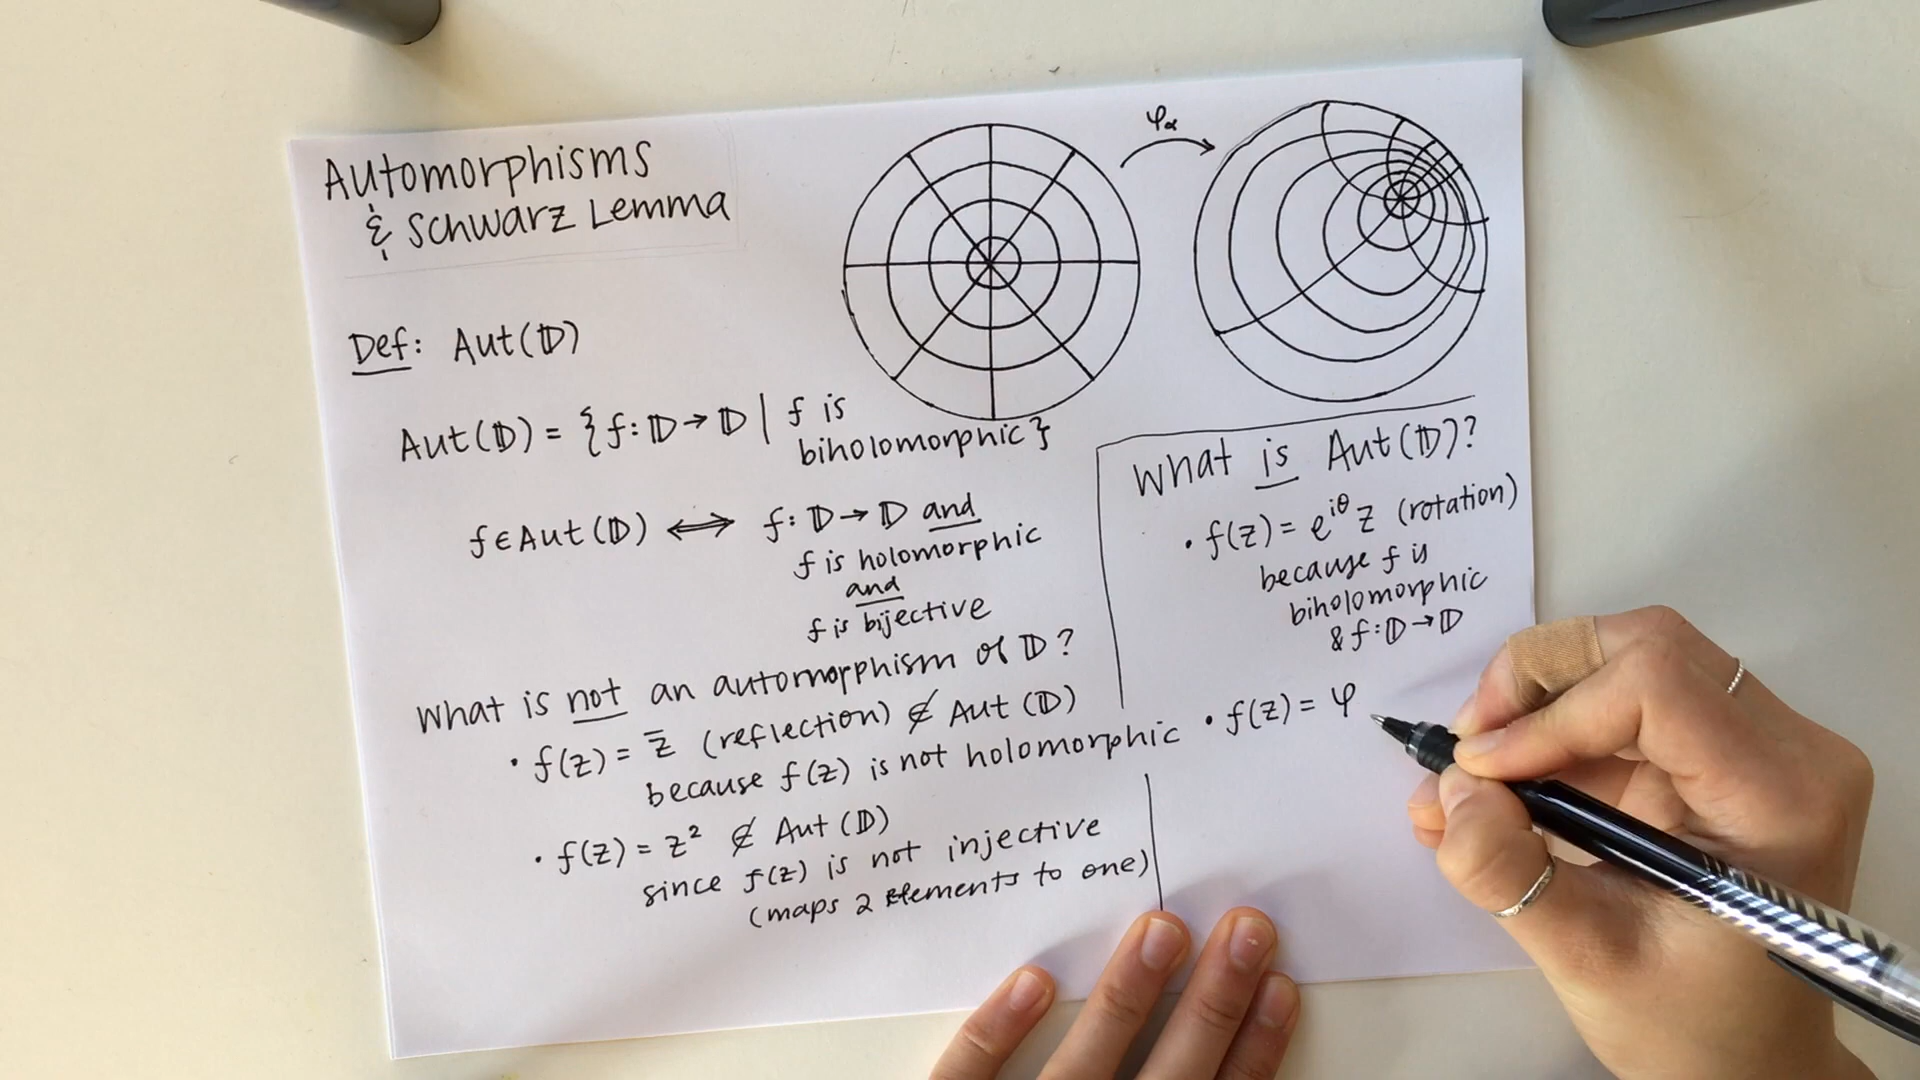 Automorphisms
& Schwarz Lemma
φα
Def: Aut(𝔻)
Aut(𝔻) = {f: 𝔻→𝔻 | f is
biholomorphic}
f∈Aut(𝔻) ⟺ f: 𝔻→𝔻 and
f is holomorphic
and
f is bijective
What is not an automorphism of 𝔻?
• f(z) = z̅ (reflection) ∉ Aut(𝔻)
because f(z) is not holomorphic
• f(z) = z² ∉ Aut(𝔻)
since f(z) is not injective
(maps 2 elements to one)
What is Aut(𝔻)?
• f(z) = e^{iθ} z (rotation)
because f is
biholomorphic
& f: 𝔻→𝔻
• f(z) = φ